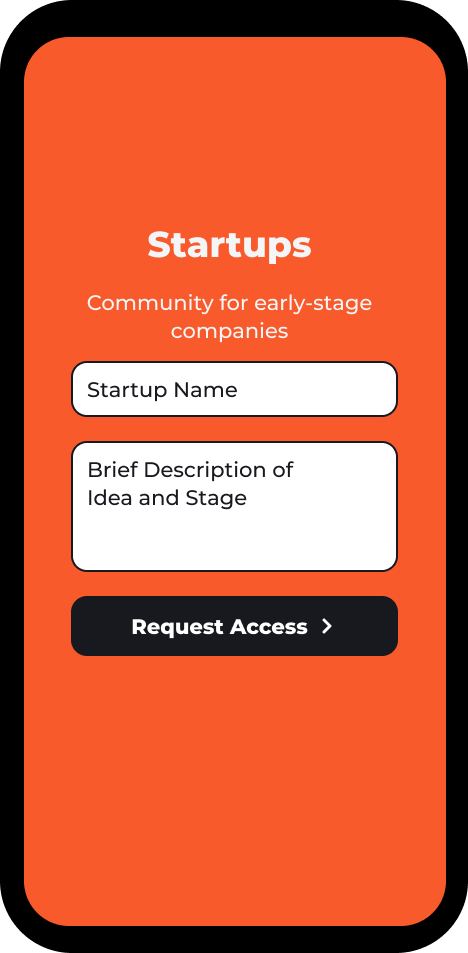 Startups
Community for early-stage
companies
Startup Name
Brief Description of
Idea and Stage
Request Access